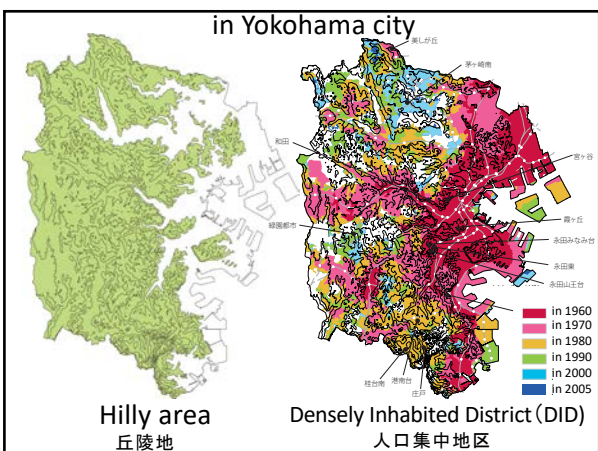 in Yokohama city
美しが丘
茅ヶ崎南
和田
宮ヶ谷
霞ヶ丘
緑園都市
永田みなみ台
永田東
永田山王台
in 1960
in 1970
in 1980
in 1990
in 2000
in 2005
桂台南
港南台
庄戸
Hilly area
丘陵地
Densely Inhabited District（DID）
人口集中地区